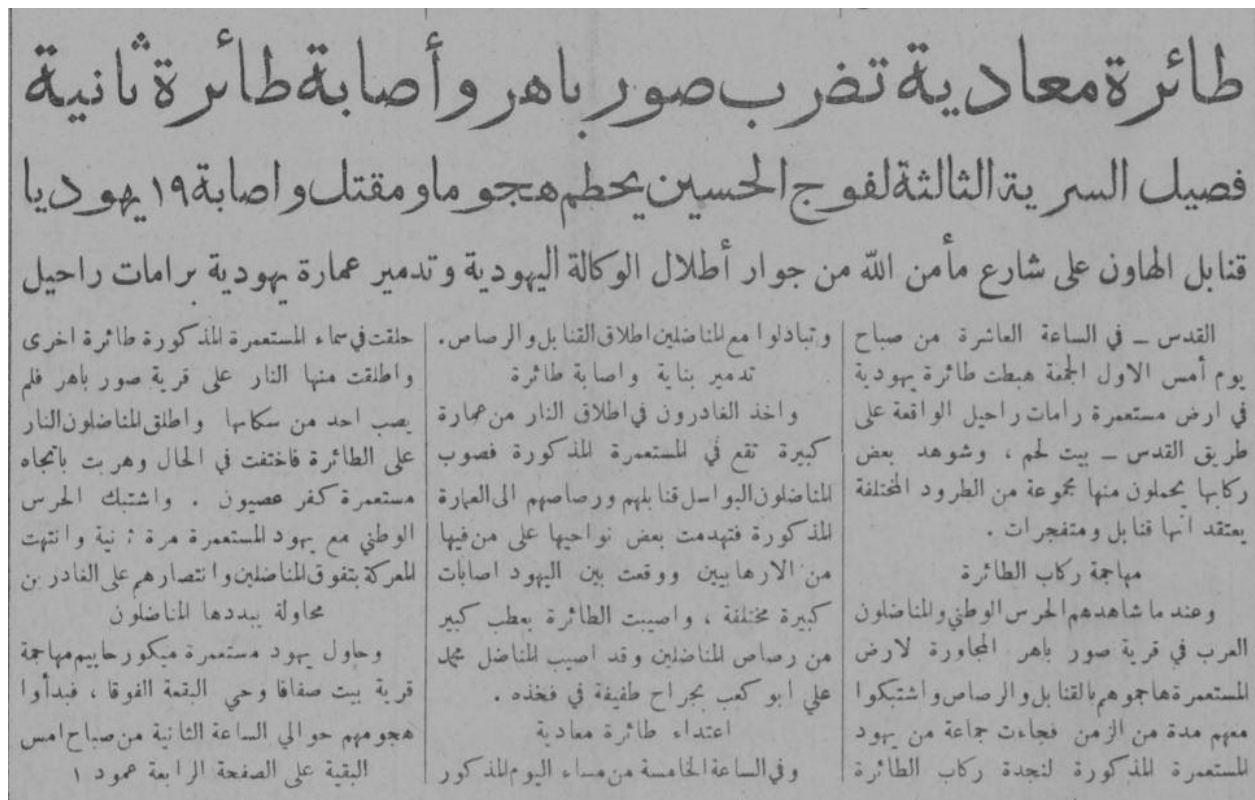 طائرة معادية تضرب صور باهر وأصابة طائرة ثانية
فصيل السرية الثالثة لفوج الحسين يحطم هجوما ومقتل واصابة ١٩ يهوديا
قنابل الهاون على شارع مأمن الله من جوار أطلال الوكالة اليهودية وتدمير عمارة يهودية برامات راحيل
القدس – في الساعة العاشرة من صباح
يوم أمس الاول الجمعة هبطت طائرة يهودية
في ارض مستعمرة رامات راحيل الواقعة على
طريق القدس – بيت لحم ، وشوهد بعض
ركابها يحملون منها مجموعة من الطرود المختلفة
يعتقد انها قنابل ومتفجرات .
مهاجمة ركاب الطائرة
وعند ما شاهدهم الحرس الوطني والمناضلون
العرب في قرية صور باهر المجاورة لارض
المستعمرة هاجموهم بالقنابل والرصاص واشتبكوا
معهم مدة من الزمن فجاءت جماعة من يهود
المستعمرة المذكورة لنجدة ركاب الطائرة
وتبادلوا مع المناضلين اطلاق القنابل والرصاص .
تدمير بناية واصابة طائرة
واخذ الغادرون في اطلاق النار من عمارة
كبيرة تقع في المستعمرة المذكورة فصوب
المناضلون البواسل قنابلهم ورصاصهم الى العمارة
المذكورة فتهدمت بعض نواحيها على من فيها
من الارهابيين ووقعت بين اليهود اصابات
كبيرة مختلفة ، واصيبت الطائرة بعطب كبير
من رصاص المناضلين وقد اصيب المناضل محمد
علي ابو كعب بجراح طفيفة في فخذه .
اعتداء طائرة معادية
وفي الساعة الخامسة من مساء اليوم المذكور
حلقت في سماء المستعمرة المذكورة طائرة اخرى
واطلقت منها النار على قرية صور باهر فلم
يصب احد من سكانها واطلق المناضلون النار
على الطائرة فاختفت في الحال وهربت باتجاه
مستعمرة كفر عصيون . واشتبك الحرس
الوطني مع يهود المستعمرة مرة ثانية وانتهت
المعركة بتفوق المناضلين وانتصارهم على الغادرين
محاولة يبددها المناضلون
وحاول يهود مستعمرة ميكور حاييم مهاجمة
قرية بيت صفافا وحي البقعة الفوقا ، فبدأوا
هجومهم حوالي الساعة الثانية من صباح امس
البقية على الصفحة الرابعة عمود ١